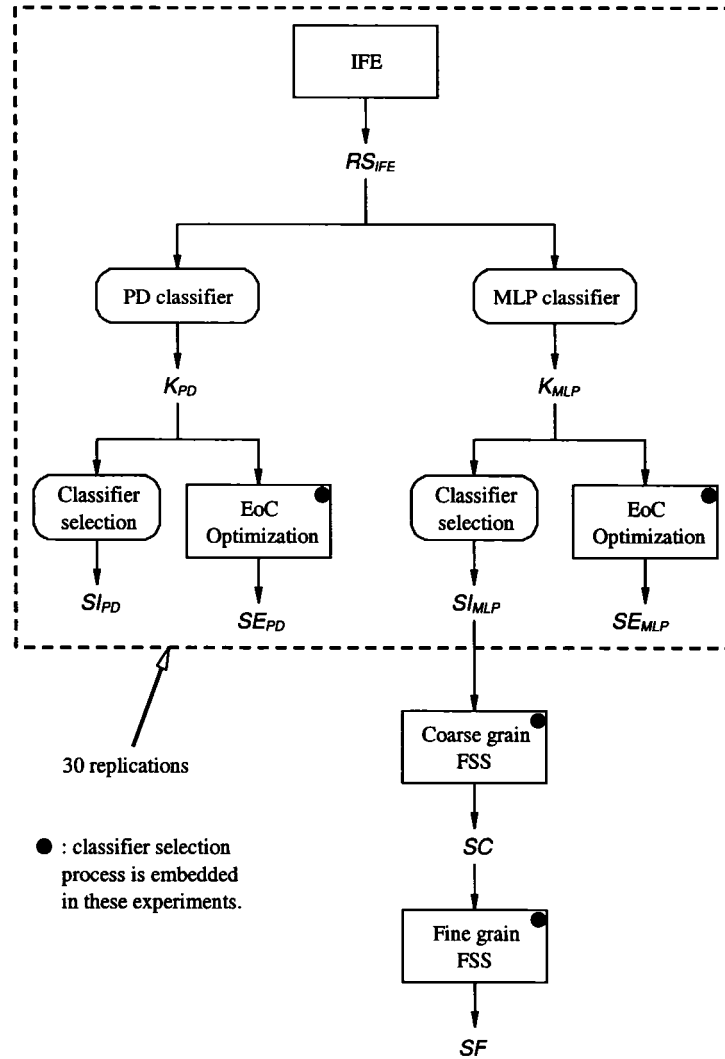 IFE
RS_IFE
PD classifier
MLP classifier
K_PD
K_MLP
Classifier
selection
EoC
Optimization
Classifier
selection
EoC
Optimization
SI_PD
SE_PD
SI_MLP
SE_MLP
30 replications
Coarse grain
FSS
SC
● : classifier selection
process is embedded
in these experiments.
Fine grain
FSS
SF